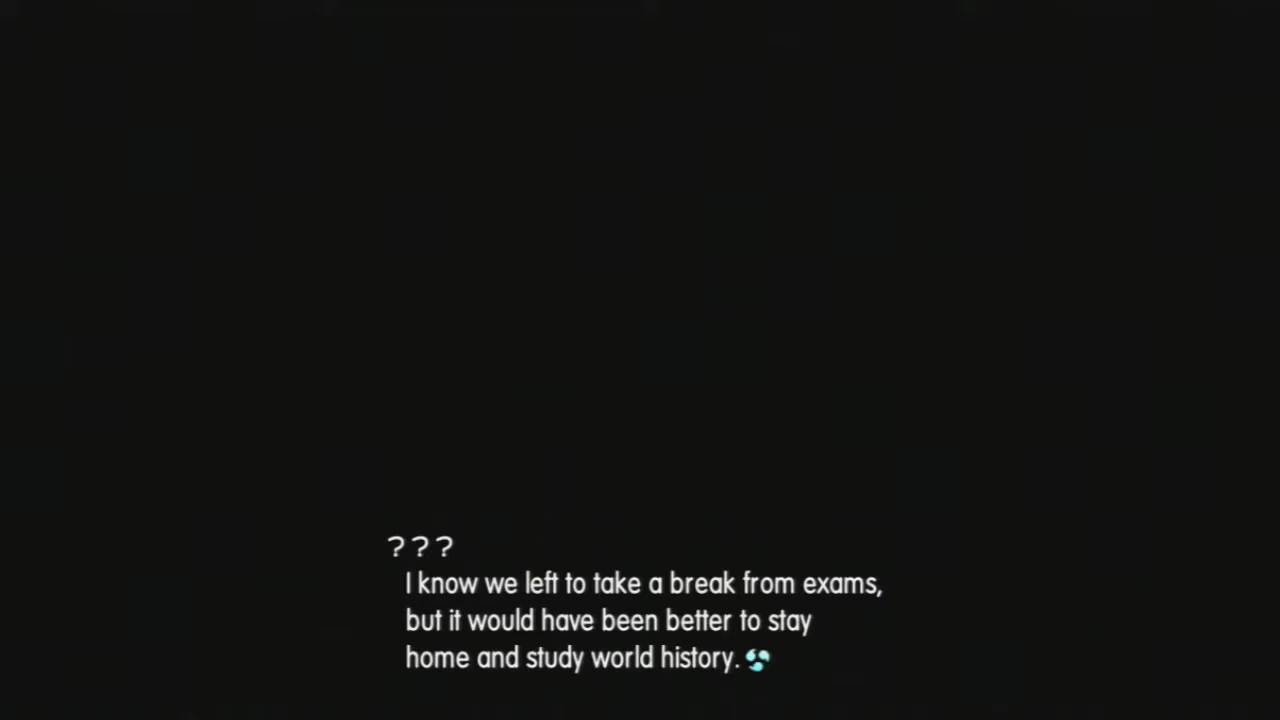 ???
I know we left to take a break from exams,
but it would have been better to stay
home and study world history.